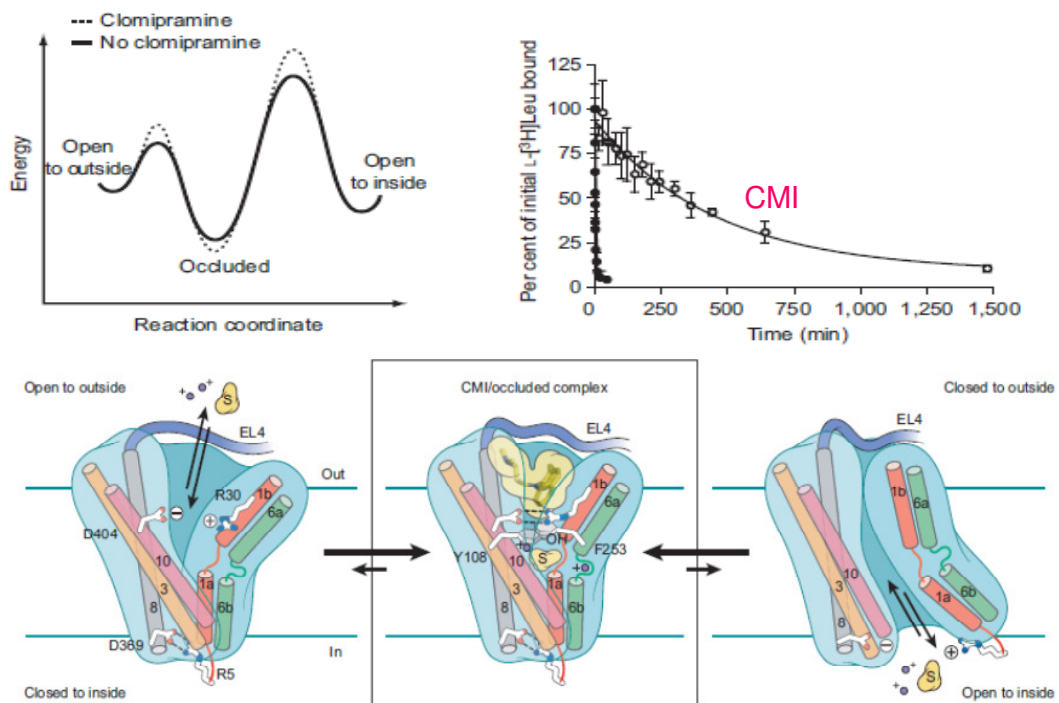 Clomipramine
No clomipramine
Energy
Open
to outside
Occluded
Open
to inside
Reaction coordinate
Per cent of initial L-[³H]Leu bound
125
100
75
50
25
0
CMI
0
250
500
750
1,000
1,250
1,500
Time (min)
Open to outside
+
+
S
EL4
Out
R30
1b
6a
D404
−
+
10
3
1a
8
6b
D369
R5
In
Closed to inside
CMI/occluded complex
EL4
1b
6a
OH
Y108
+
F253
10
S
+
3
1a
8
6b
Closed to outside
EL4
1b
6a
10
3
1a
6b
8
−
+
+
+
S
Open to inside